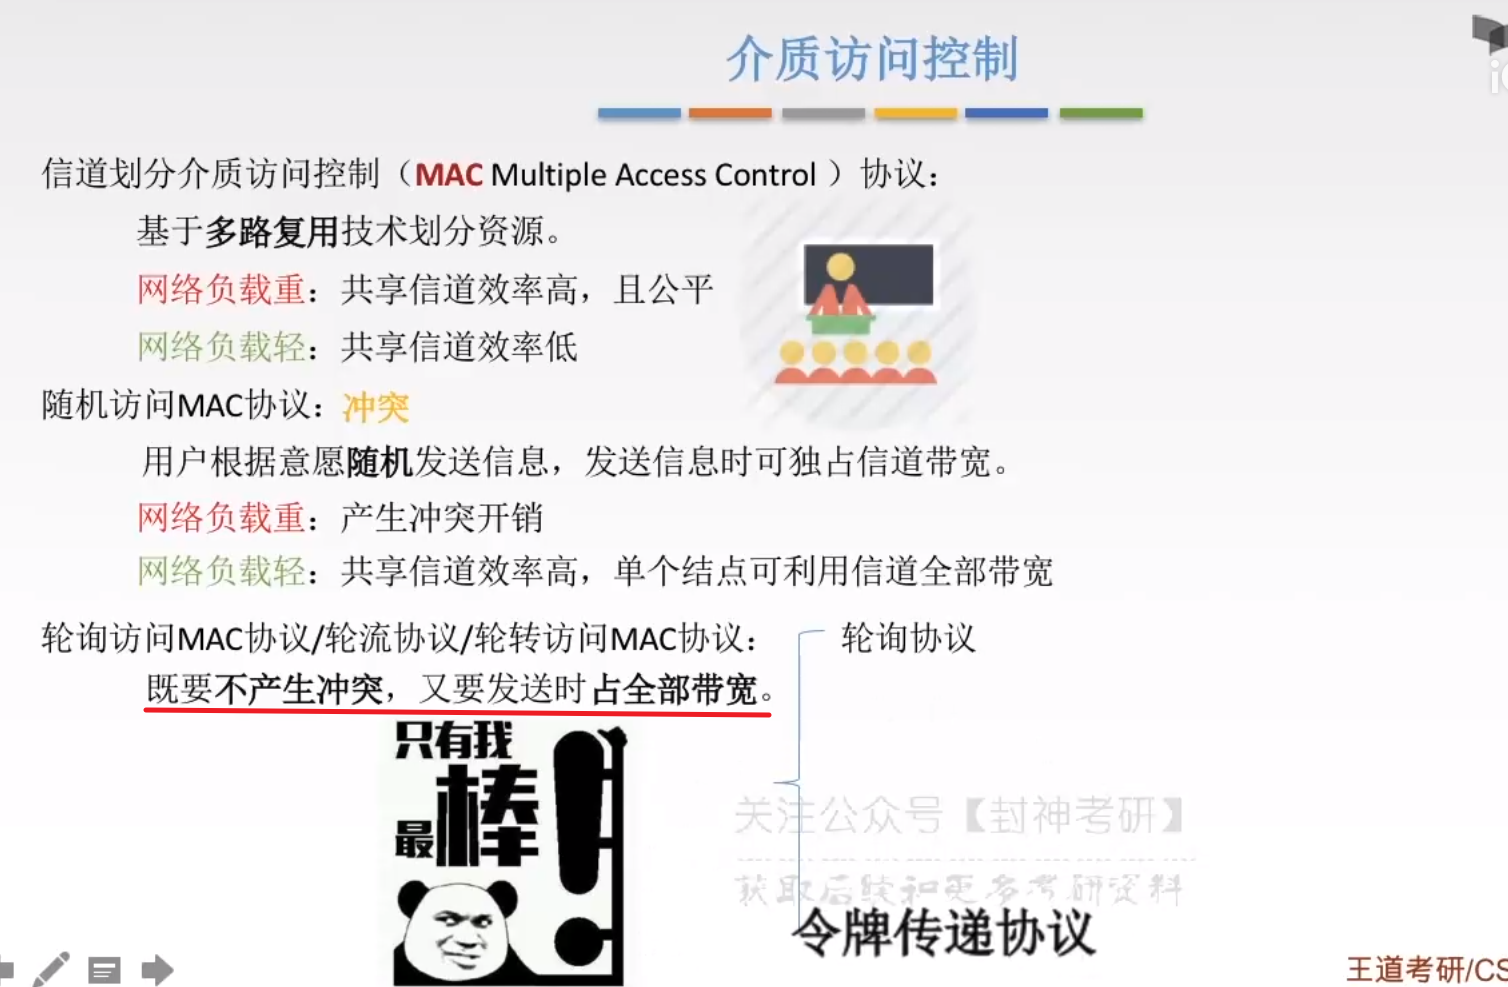 介质访问控制
信道划分介质访问控制（MAC Multiple Access Control ）协议：
基于多路复用技术划分资源。
网络负载重：共享信道效率高，且公平
网络负载轻：共享信道效率低
随机访问MAC协议：冲突
用户根据意愿随机发送信息，发送信息时可独占信道带宽。
网络负载重：产生冲突开销
网络负载轻：共享信道效率高，单个结点可利用信道全部带宽
轮询访问MAC协议/轮流协议/轮转访问MAC协议：
轮询协议
既要不产生冲突，又要发送时占全部带宽。
只有我
最棒！
关注公众号【封神考研】
获取后续和更多考研资料
令牌传递协议
王道考研/CS